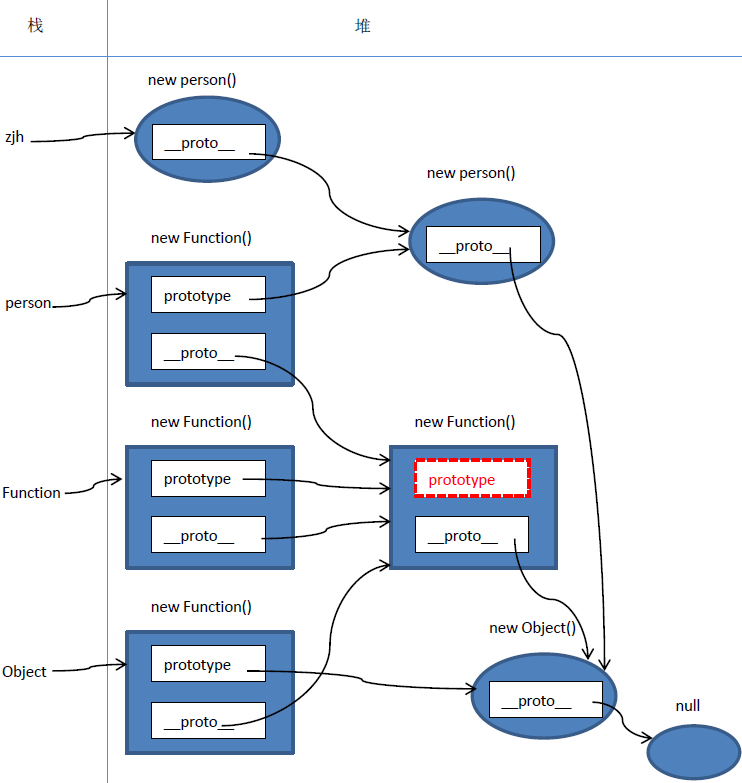 栈
堆
new person()
zjh
__proto__
new person()
__proto__
new Function()
person
prototype
__proto__
new Function()
new Function()
Function
prototype
prototype
__proto__
__proto__
new Function()
new Object()
Object
prototype
__proto__
__proto__
null